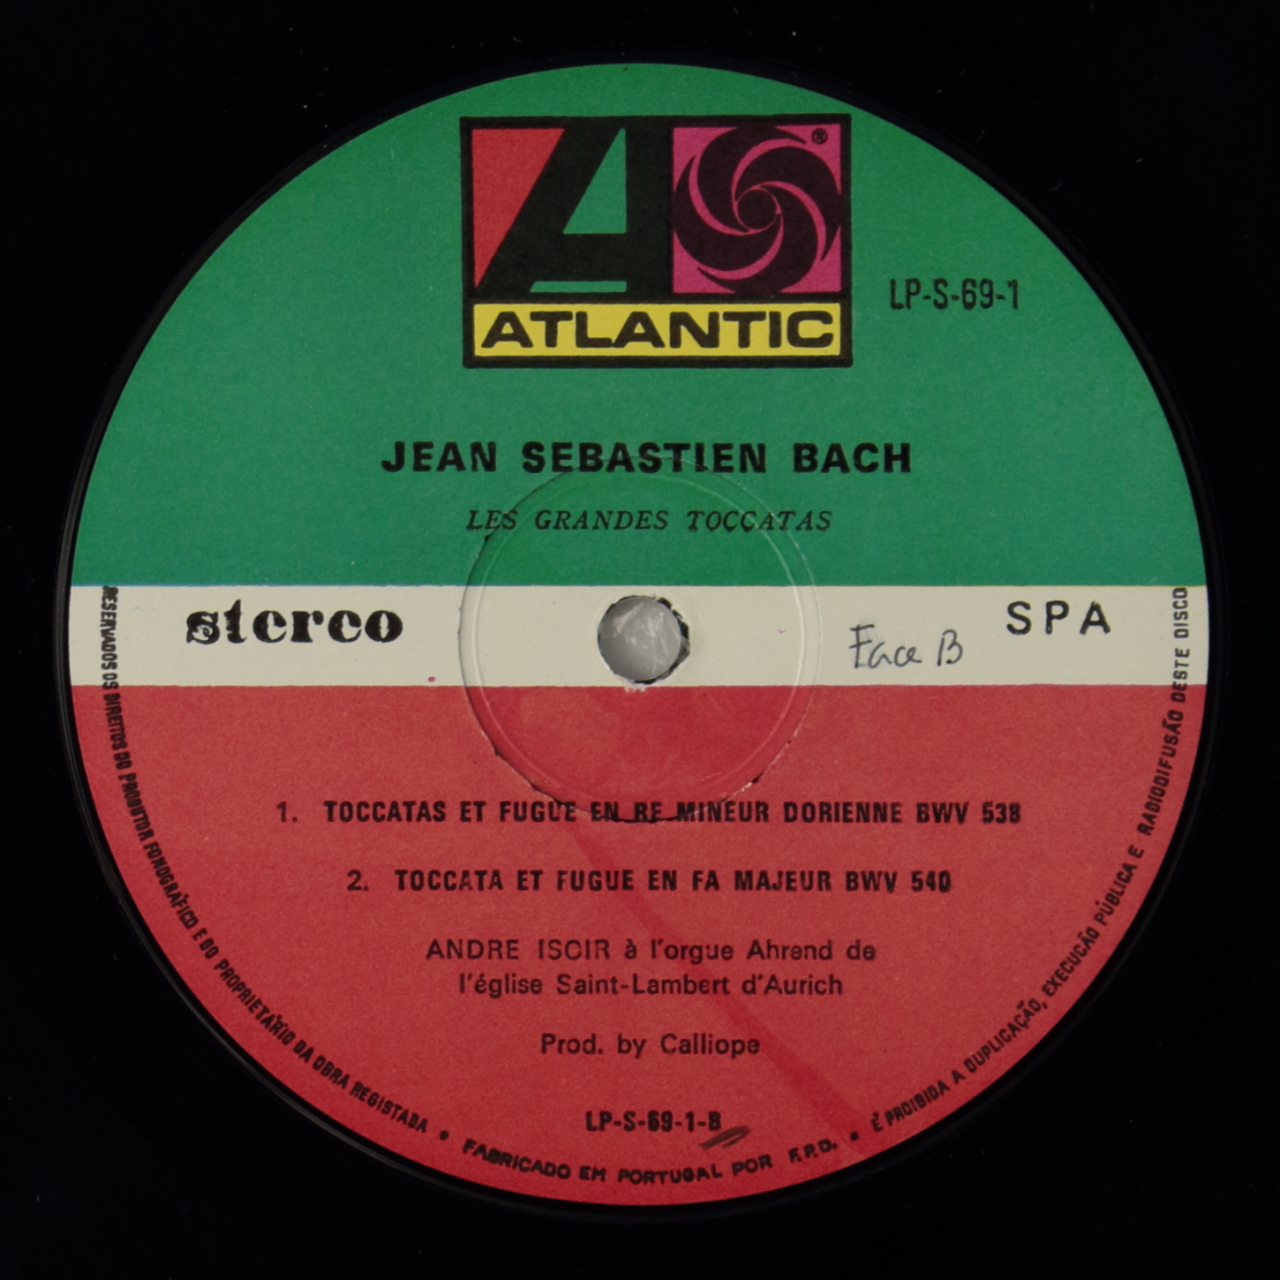 ATLANTIC
®
LP-S-69-1
JEAN SEBASTIEN BACH
LES GRANDES TOCCATAS
stereo
Face B
SPA
1. TOCCATAS ET FUGUE EN RE MINEUR DORIENNE BWV 538
2. TOCCATA ET FUGUE EN FA MAJEUR BWV 540
ANDRE ISOIR à l'orgue Ahrend de
l'église Saint-Lambert d'Aurich
Prod. by Calliope
LP-S-69-1-B
RESERVADOS OS DIREITOS DO PRODUTOR FONOGRÁFICO E DO PROPRIETÁRIO DA OBRA REGISTADA • FABRICADO EM PORTUGAL POR F.P.D. • É PROIBIDA A DUPLICAÇÃO, EXECUÇÃO PÚBLICA E RADIODIFUSÃO DESTE DISCO